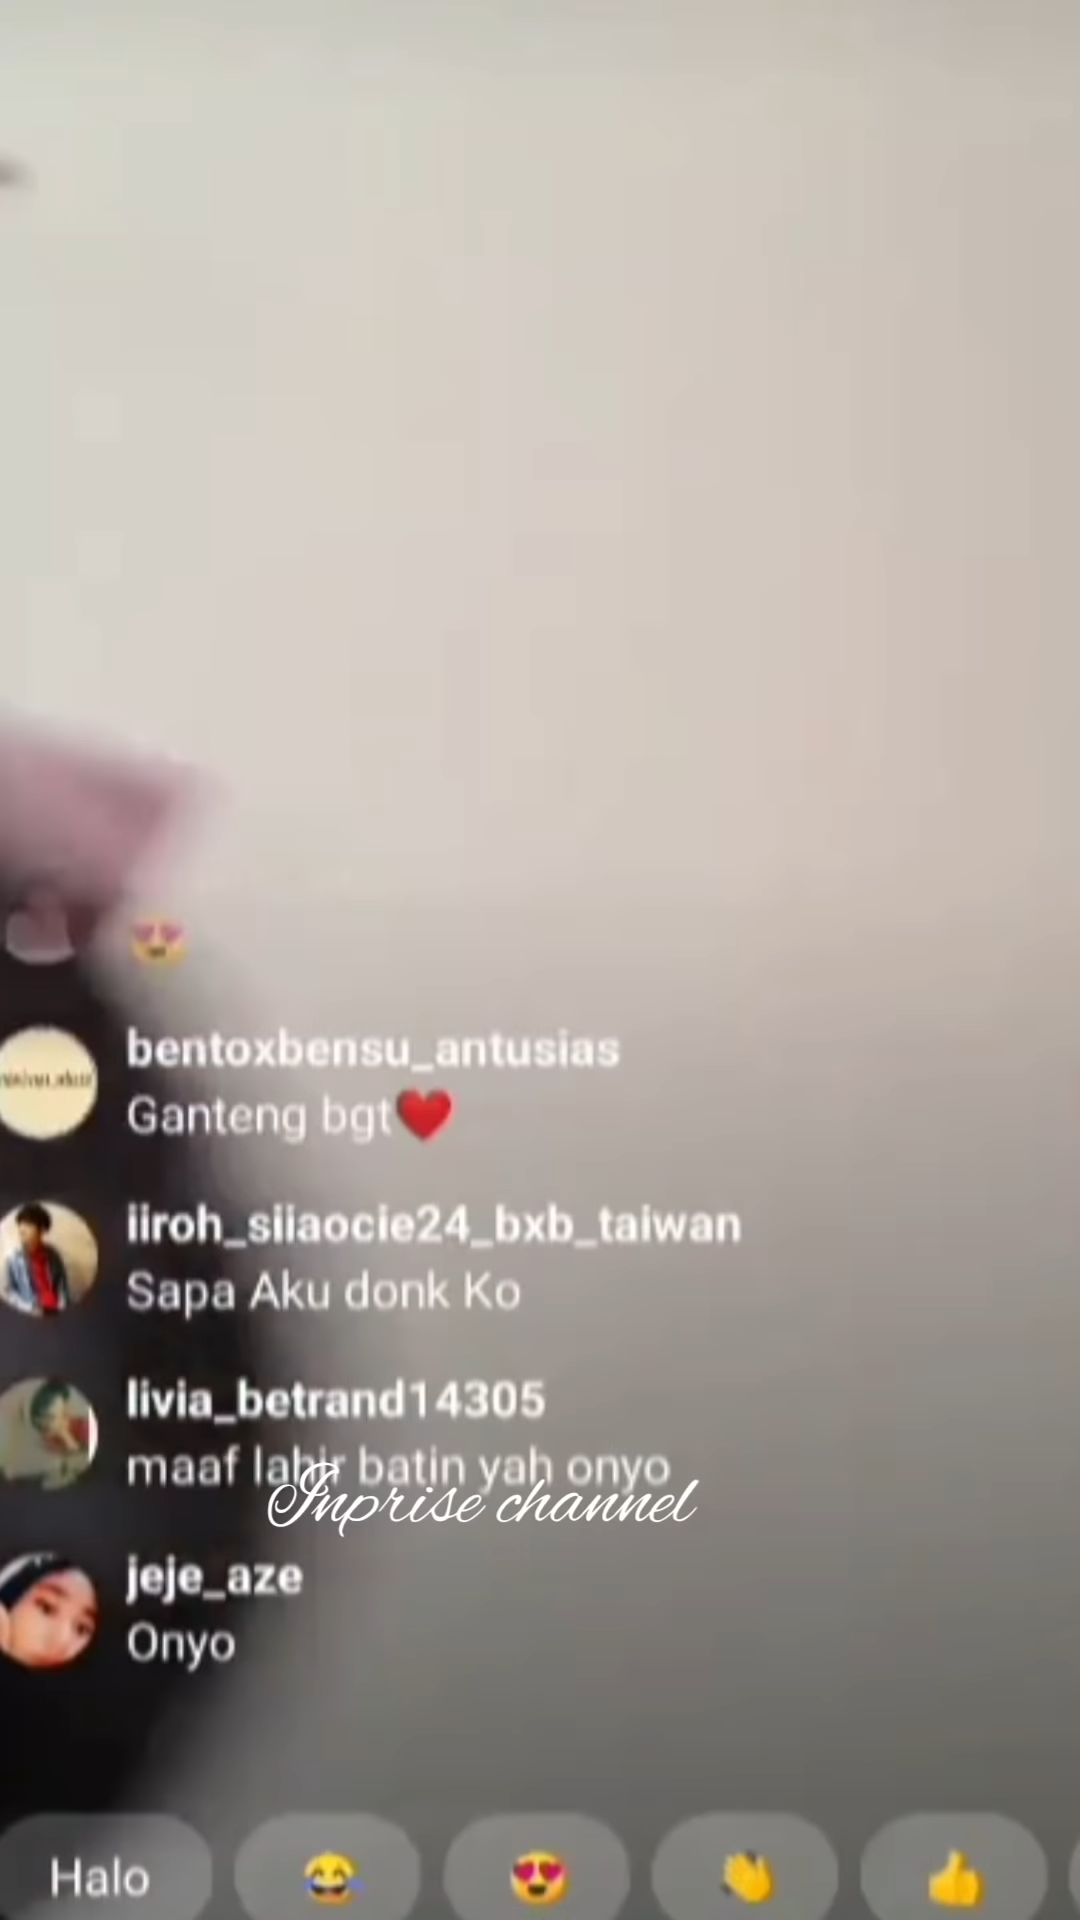 😍
bentoxbensu_antusias
Ganteng bgt❤️
iiroh_siiaocie24_bxb_taiwan
Sapa Aku donk Ko
livia_betrand14305
maaf lahir batin yah onyo
Inprise channel
jeje_aze
Onyo
Halo 😂 😍 👏 👍